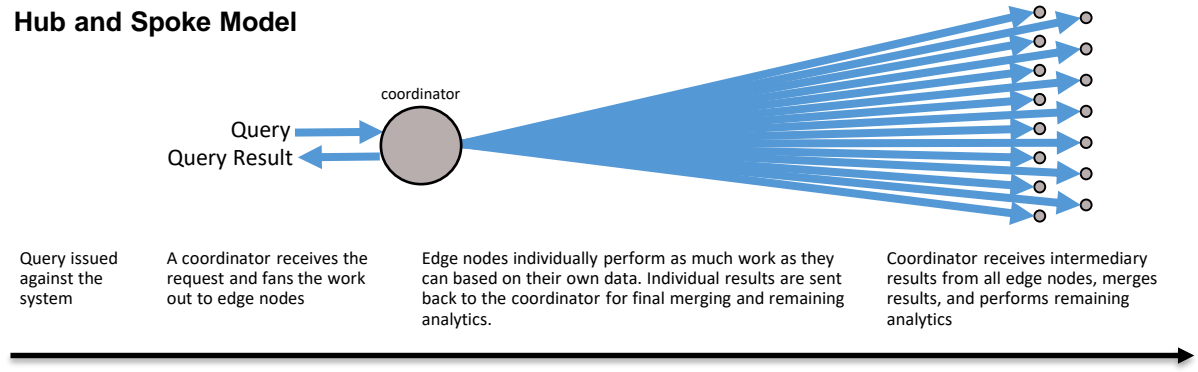 Hub and Spoke Model
coordinator
Query
Query Result
Query issued
against the
system
A coordinator receives the
request and fans the work
out to edge nodes
Edge nodes individually perform as much work as they
can based on their own data. Individual results are sent
back to the coordinator for final merging and remaining
analytics.
Coordinator receives intermediary
results from all edge nodes, merges
results, and performs remaining
analytics